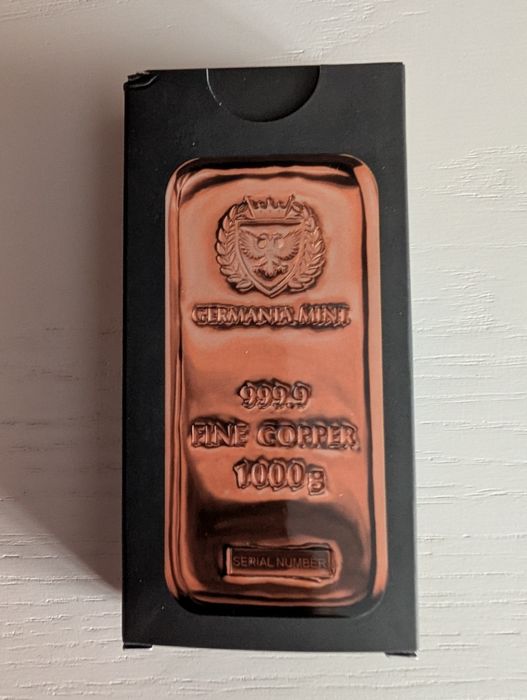 GERMANIA MINT
999.9
FINE COPPER
1000g
SERIAL NUMBER